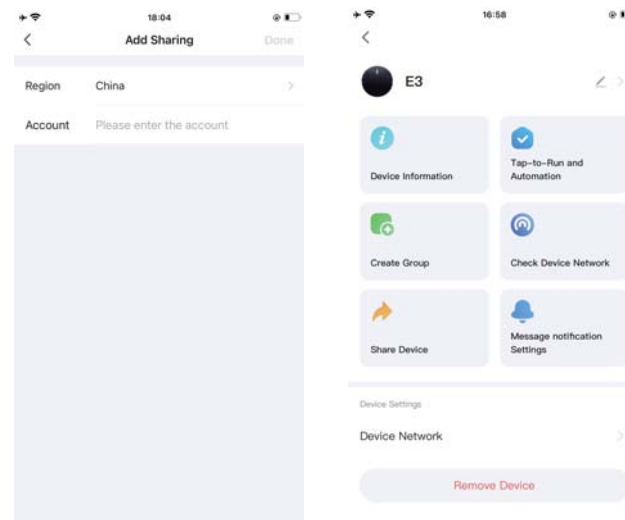 18:04
Add Sharing
Done
Region
China
Account
Please enter the account
16:58
E3
Device Information
Tap-to-Run and
Automation
Create Group
Check Device Network
Share Device
Message notification
Settings
Device Settings
Device Network
Remove Device